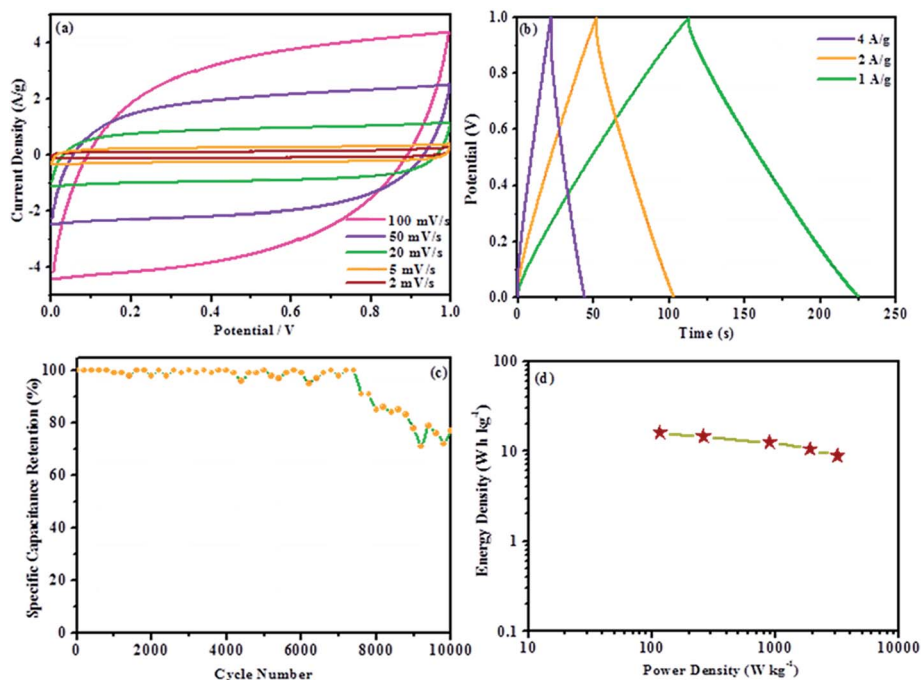 (a)
4
2
0
-2
-4
Current Density (A/g)
100 mV/s
50 mV/s
20 mV/s
5 mV/s
2 mV/s
0.0 0.2 0.4 0.6 0.8 1.0
Potential / V
(b)
1.0
0.8
0.6
0.4
0.2
0.0
Potential (V)
4 A/g
2 A/g
1 A/g
0 50 100 150 200 250
Time (s)
(c)
100
80
60
40
20
0
Specific Capacitance Retention (%)
0 2000 4000 6000 8000 10000
Cycle Number
(d)
100
10
1
0.1
Energy Density (W h kg-1)
10 100 1000 10000
Power Density (W kg-1)